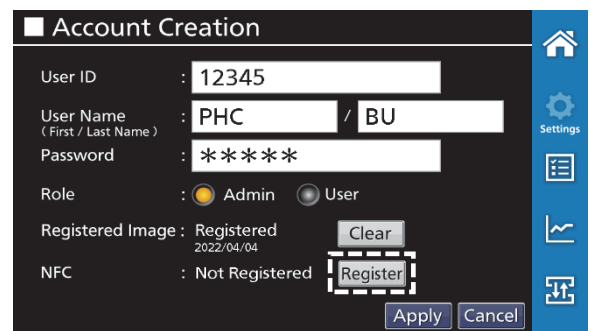 Account Creation
User ID : 12345
User Name : PHC / BU
( First / Last Name )
Password : *****
Role : Admin User
Registered Image : Registered Clear
2022/04/04
NFC : Not Registered Register
Apply Cancel
Settings